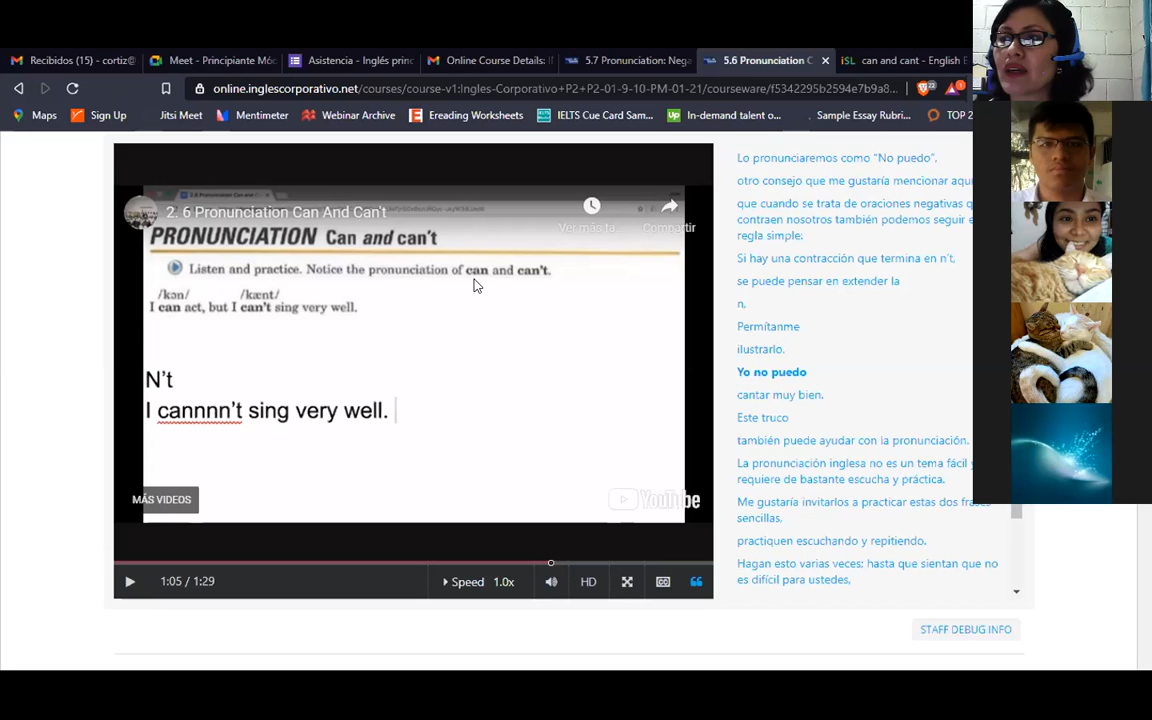 Recibidos (15) - cortiz@
Meet - Principiante Móc
Asistencia - Inglés princ
Online Course Details: I
5.7 Pronunciation: Nega
5.6 Pronunciation C
can and cant - English E
online.inglescorporativo.net/courses/course-v1:Ingles-Corporativo+P2+P2-01-9-10-PM-01-21/courseware/f5342295b2594e7b9a8...
Maps
Sign Up
Jitsi Meet
Mentimeter
Webinar Archive
Ereading Worksheets
IELTS Cue Card Sam...
In-demand talent o...
Sample Essay Rubri...
TOP 2
2. 6 Pronunciation Can And Can't
Ver más ta...
Compartir
PRONUNCIATION Can and can't
Listen and practice. Notice the pronunciation of can and can't.
/kən/ /kænt/
I can act, but I can't sing very well.
N't
I cannnn't sing very well.
MÁS VIDEOS
YouTube
1:05 / 1:29
Speed 1.0x
HD
Lo pronunciaremos como "No puedo",
otro consejo que me gustaría mencionar aqu
que cuando se trata de oraciones negativas q
contraen nosotros también podemos seguir e
regla simple:
Si hay una contracción que termina en n't,
se puede pensar en extender la
n,
Permítanme
ilustrarlo.
Yo no puedo
cantar muy bien.
Este truco
también puede ayudar con la pronunciación.
La pronunciación inglesa no es un tema fácil y
requiere de bastante escucha y práctica.
Me gustaría invitarlos a practicar estas dos frases
sencillas,
practiquen escuchando y repitiendo.
Hagan esto varias veces; hasta que sientan que no
es difícil para ustedes,
STAFF DEBUG INFO